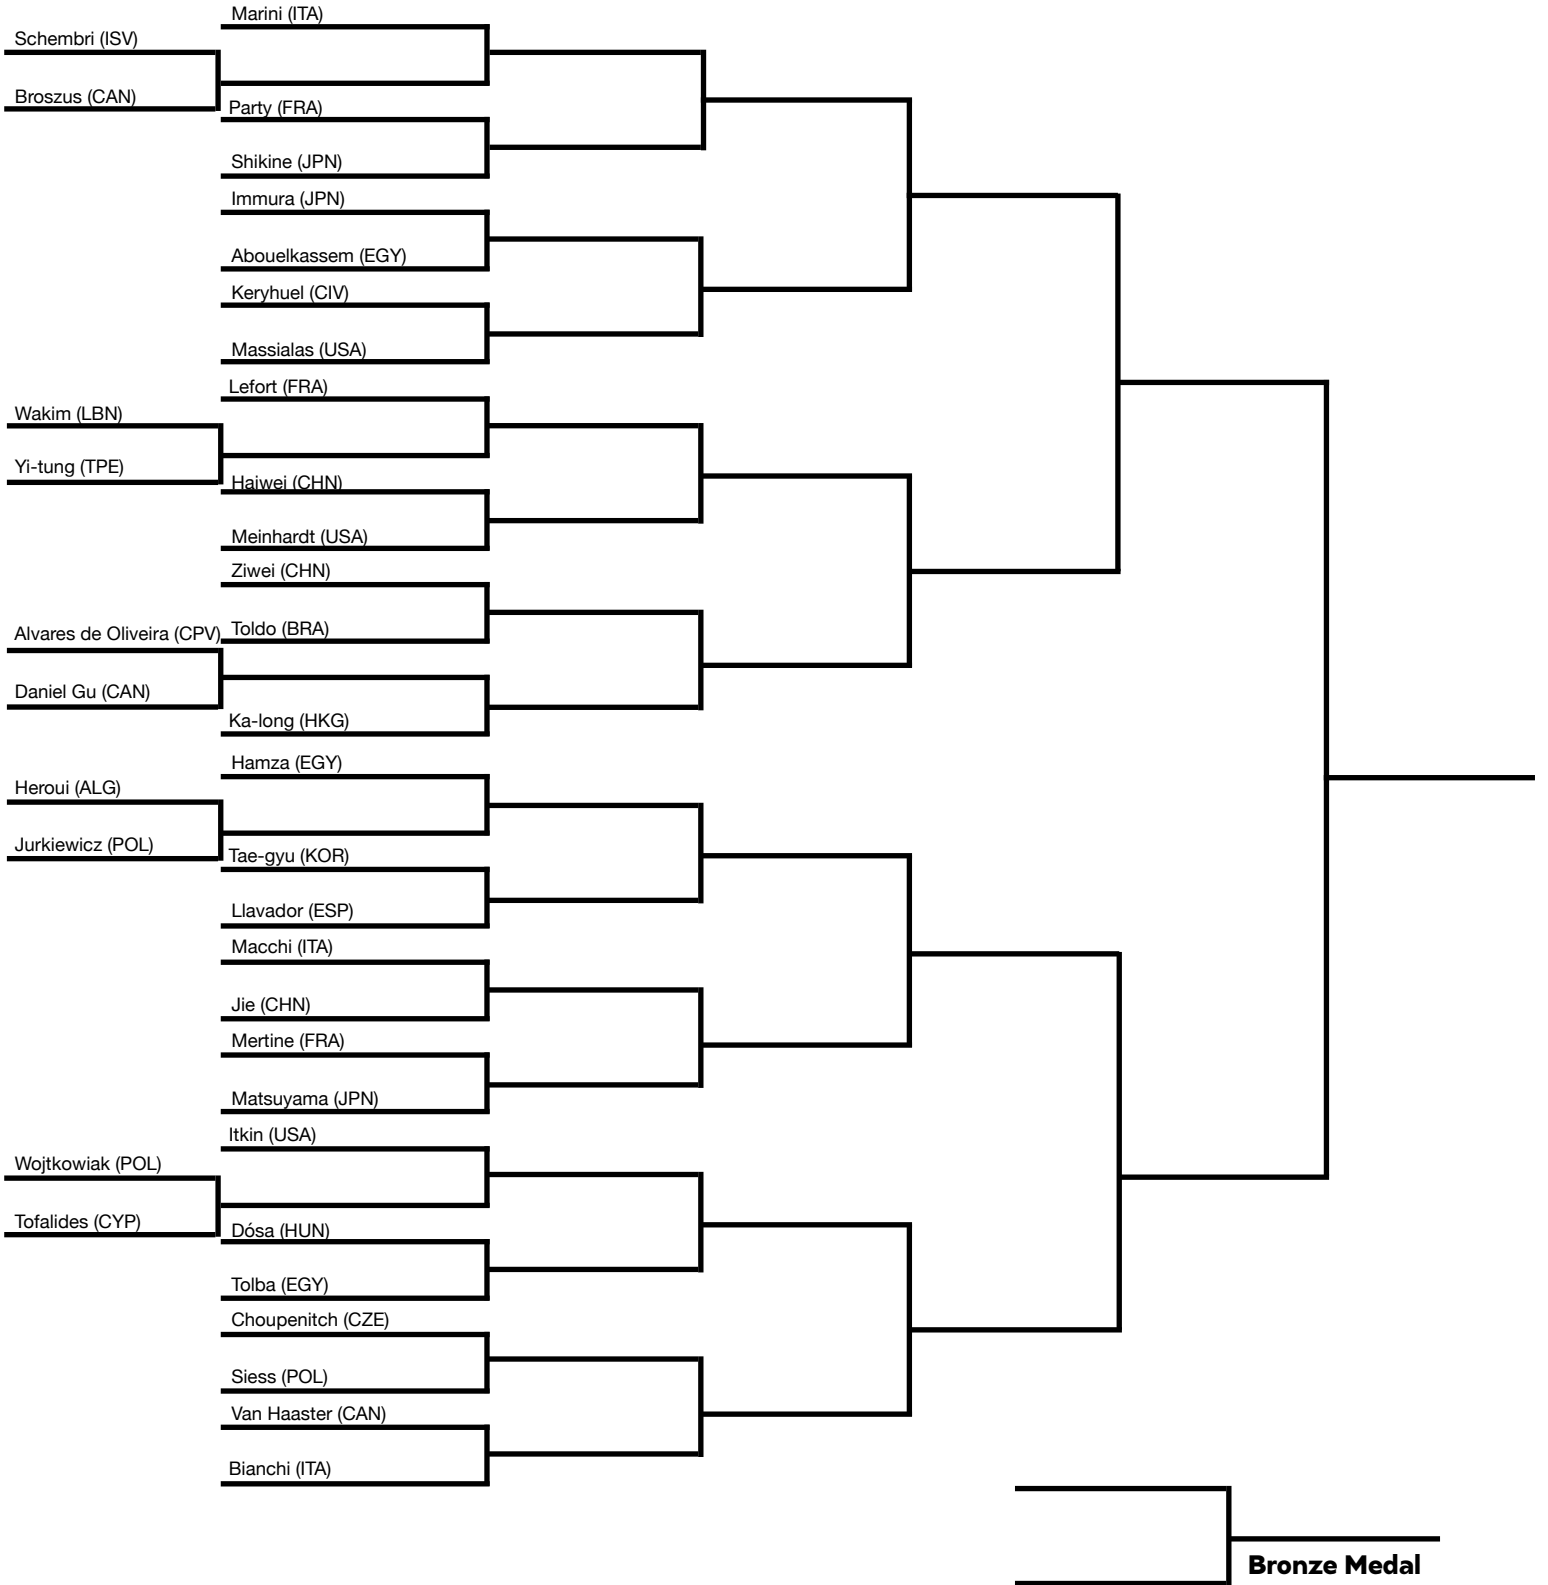 Marini (ITA)
Schembri (ISV)
Broszus (CAN)
Party (FRA)
Shikine (JPN)
Immura (JPN)
Abouelkassem (EGY)
Keryhuel (CIV)
Massialas (USA)
Lefort (FRA)
Wakim (LBN)
Yi-tung (TPE)
Haiwei (CHN)
Meinhardt (USA)
Ziwei (CHN)
Toldo (BRA)
Alvares de Oliveira (CPV)
Daniel Gu (CAN)
Ka-long (HKG)
Hamza (EGY)
Heroui (ALG)
Jurkiewicz (POL)
Tae-gyu (KOR)
Llavador (ESP)
Macchi (ITA)
Jie (CHN)
Mertine (FRA)
Matsuyama (JPN)
Itkin (USA)
Wojtkowiak (POL)
Tofalides (CYP)
Dósa (HUN)
Tolba (EGY)
Choupenitch (CZE)
Siess (POL)
Van Haaster (CAN)
Bianchi (ITA)
Bronze Medal